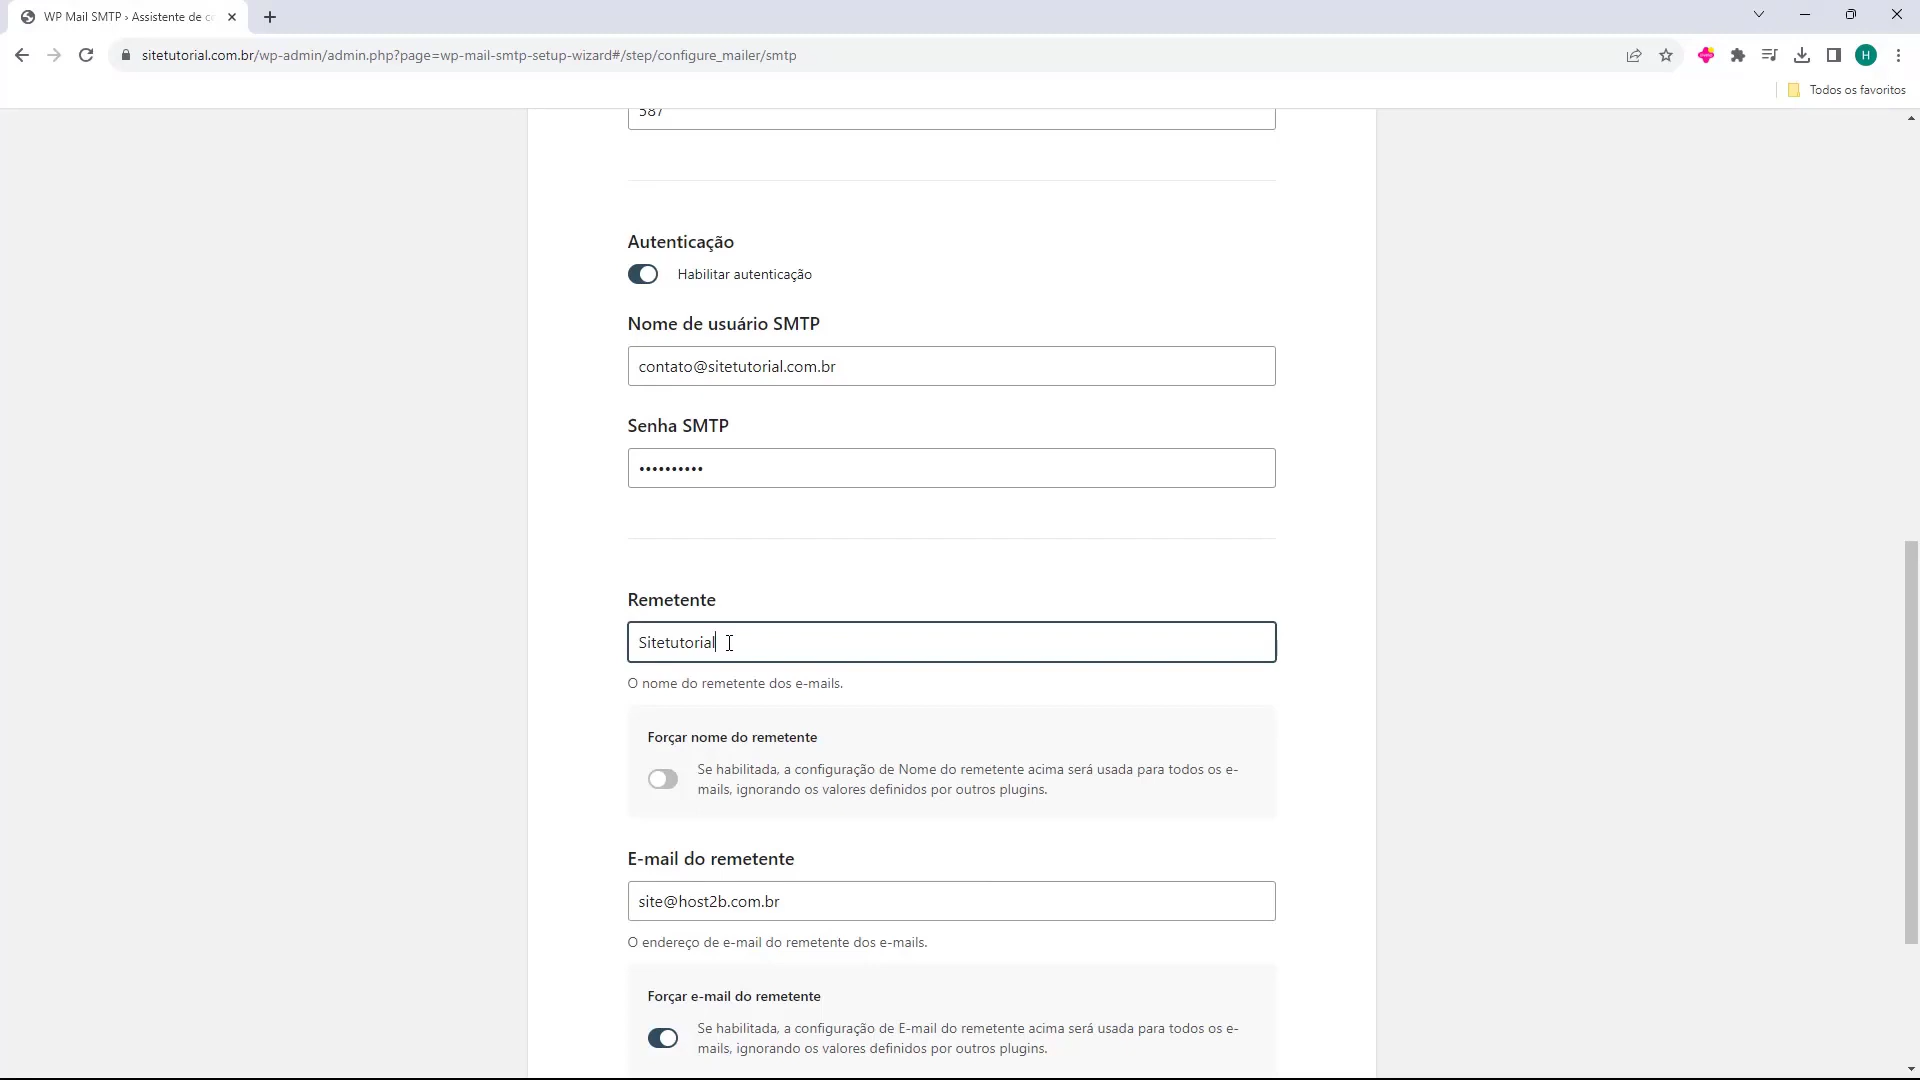 WP Mail SMTP › Assistente de c
sitetutorial.com.br/wp-admin/admin.php?page=wp-mail-smtp-setup-wizard#/step/configure_mailer/smtp
H
Todos os favoritos
587
Autenticação
Habilitar autenticação
Nome de usuário SMTP
contato@sitetutorial.com.br
Senha SMTP
••••••••••
Remetente
Sitetutorial
O nome do remetente dos e-mails.
Forçar nome do remetente
Se habilitada, a configuração de Nome do remetente acima será usada para todos os e-
mails, ignorando os valores definidos por outros plugins.
E-mail do remetente
site@host2b.com.br
O endereço de e-mail do remetente dos e-mails.
Forçar e-mail do remetente
Se habilitada, a configuração de E-mail do remetente acima será usada para todos os e-
mails, ignorando os valores definidos por outros plugins.